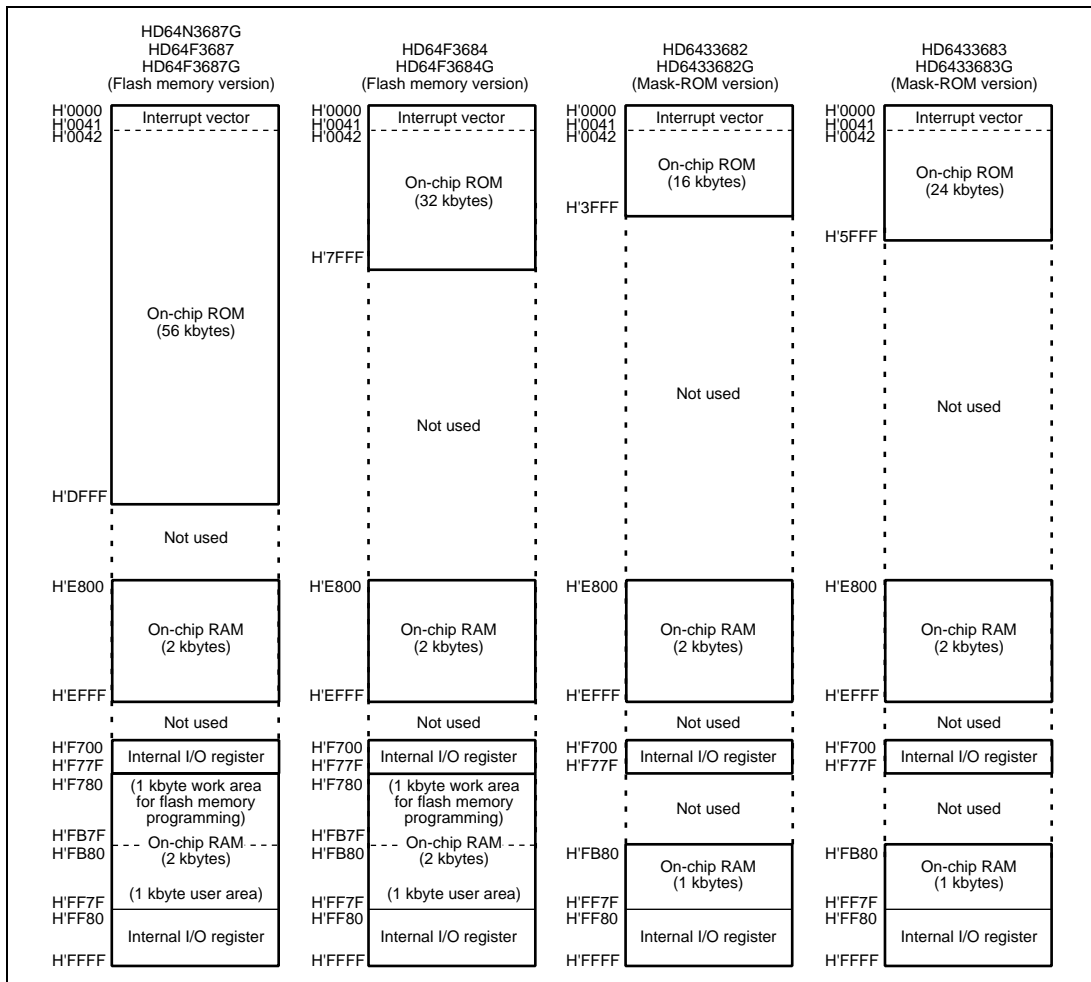 HD64N3687G
HD64F3687
HD64F3687G
(Flash memory version)
H'0000
H'0041
H'0042
Interrupt vector
On-chip ROM
(56 kbytes)
H'DFFF
Not used
H'E800
On-chip RAM
(2 kbytes)
H'EFFF
Not used
H'F700
H'F77F
Internal I/O register
H'F780
(1 kbyte work area
for flash memory
programming)
H'FB7F
H'FB80
On-chip RAM
(2 kbytes)
(1 kbyte user area)
H'FF7F
H'FF80
Internal I/O register
H'FFFF
HD64F3684
HD64F3684G
(Flash memory version)
H'0000
H'0041
H'0042
Interrupt vector
On-chip ROM
(32 kbytes)
H'7FFF
Not used
H'E800
On-chip RAM
(2 kbytes)
H'EFFF
Not used
H'F700
H'F77F
Internal I/O register
H'F780
(1 kbyte work area
for flash memory
programming)
H'FB7F
H'FB80
On-chip RAM
(2 kbytes)
(1 kbyte user area)
H'FF7F
H'FF80
Internal I/O register
H'FFFF
HD6433682
HD6433682G
(Mask-ROM version)
H'0000
H'0041
H'0042
Interrupt vector
On-chip ROM
(16 kbytes)
H'3FFF
Not used
H'E800
On-chip RAM
(2 kbytes)
H'EFFF
Not used
H'F700
H'F77F
Internal I/O register
Not used
H'FB80
On-chip RAM
(1 kbytes)
H'FF7F
H'FF80
Internal I/O register
H'FFFF
HD6433683
HD6433683G
(Mask-ROM version)
H'0000
H'0041
H'0042
Interrupt vector
On-chip ROM
(24 kbytes)
H'5FFF
Not used
H'E800
On-chip RAM
(2 kbytes)
H'EFFF
Not used
H'F700
H'F77F
Internal I/O register
Not used
H'FB80
On-chip RAM
(1 kbytes)
H'FF7F
H'FF80
Internal I/O register
H'FFFF